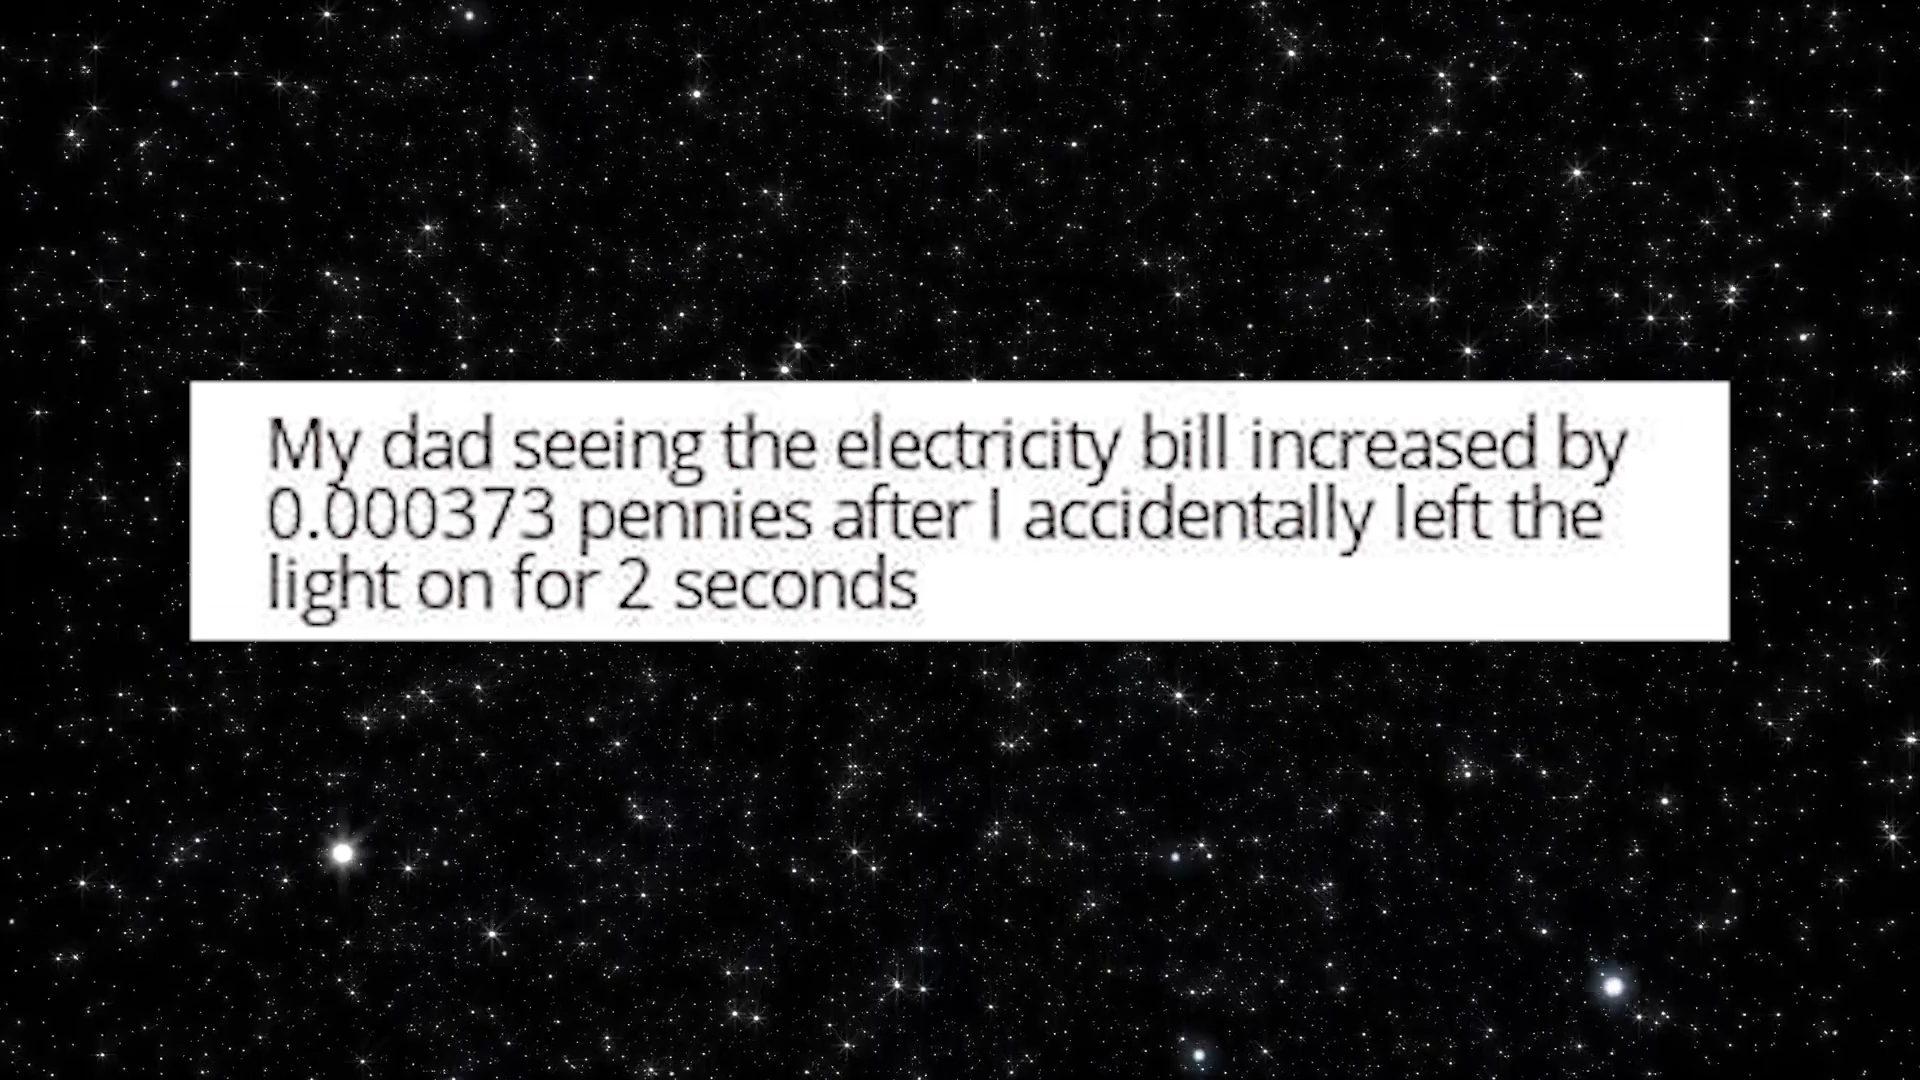 My dad seeing the electricity bill increased by
0.000373 pennies after I accidentally left the
light on for 2 seconds